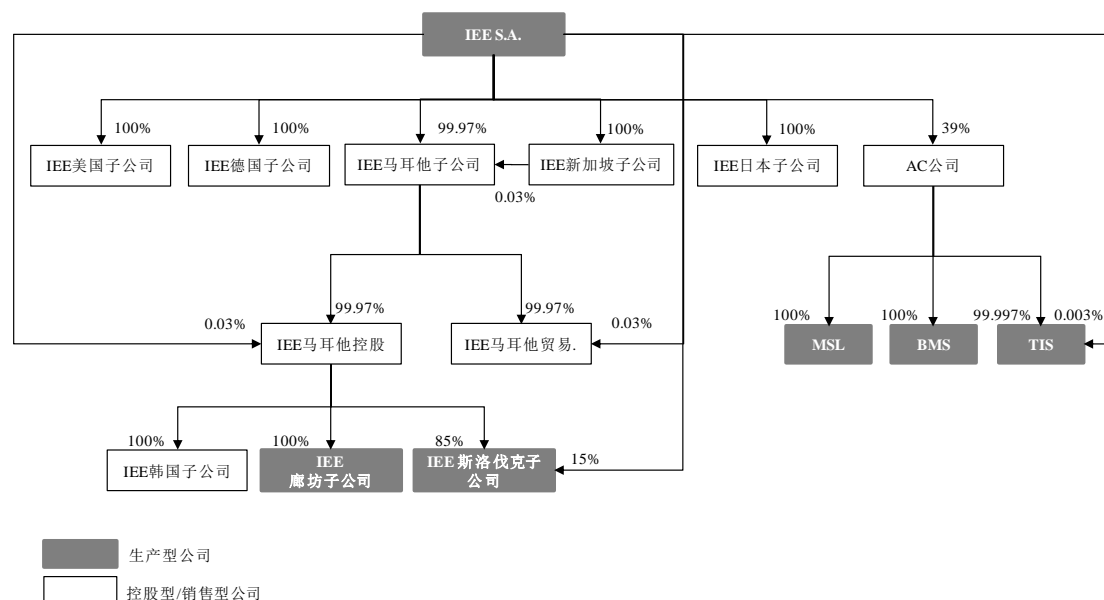 IEE S.A.
100%
100%
99.97%
100%
100%
39%
IEE美国子公司
IEE德国子公司
IEE马耳他子公司
IEE新加坡子公司
IEE日本子公司
AC公司
0.03%
99.97%
99.97%
0.03%
0.03%
100%
100%
99.997%
0.003%
IEE马耳他控股
IEE马耳他贸易.
MSL
BMS
TIS
100%
100%
85%
IEE韩国子公司
IEE
廊坊子公司
IEE斯洛伐克子
公司
15%
生产型公司
控股型/销售型公司